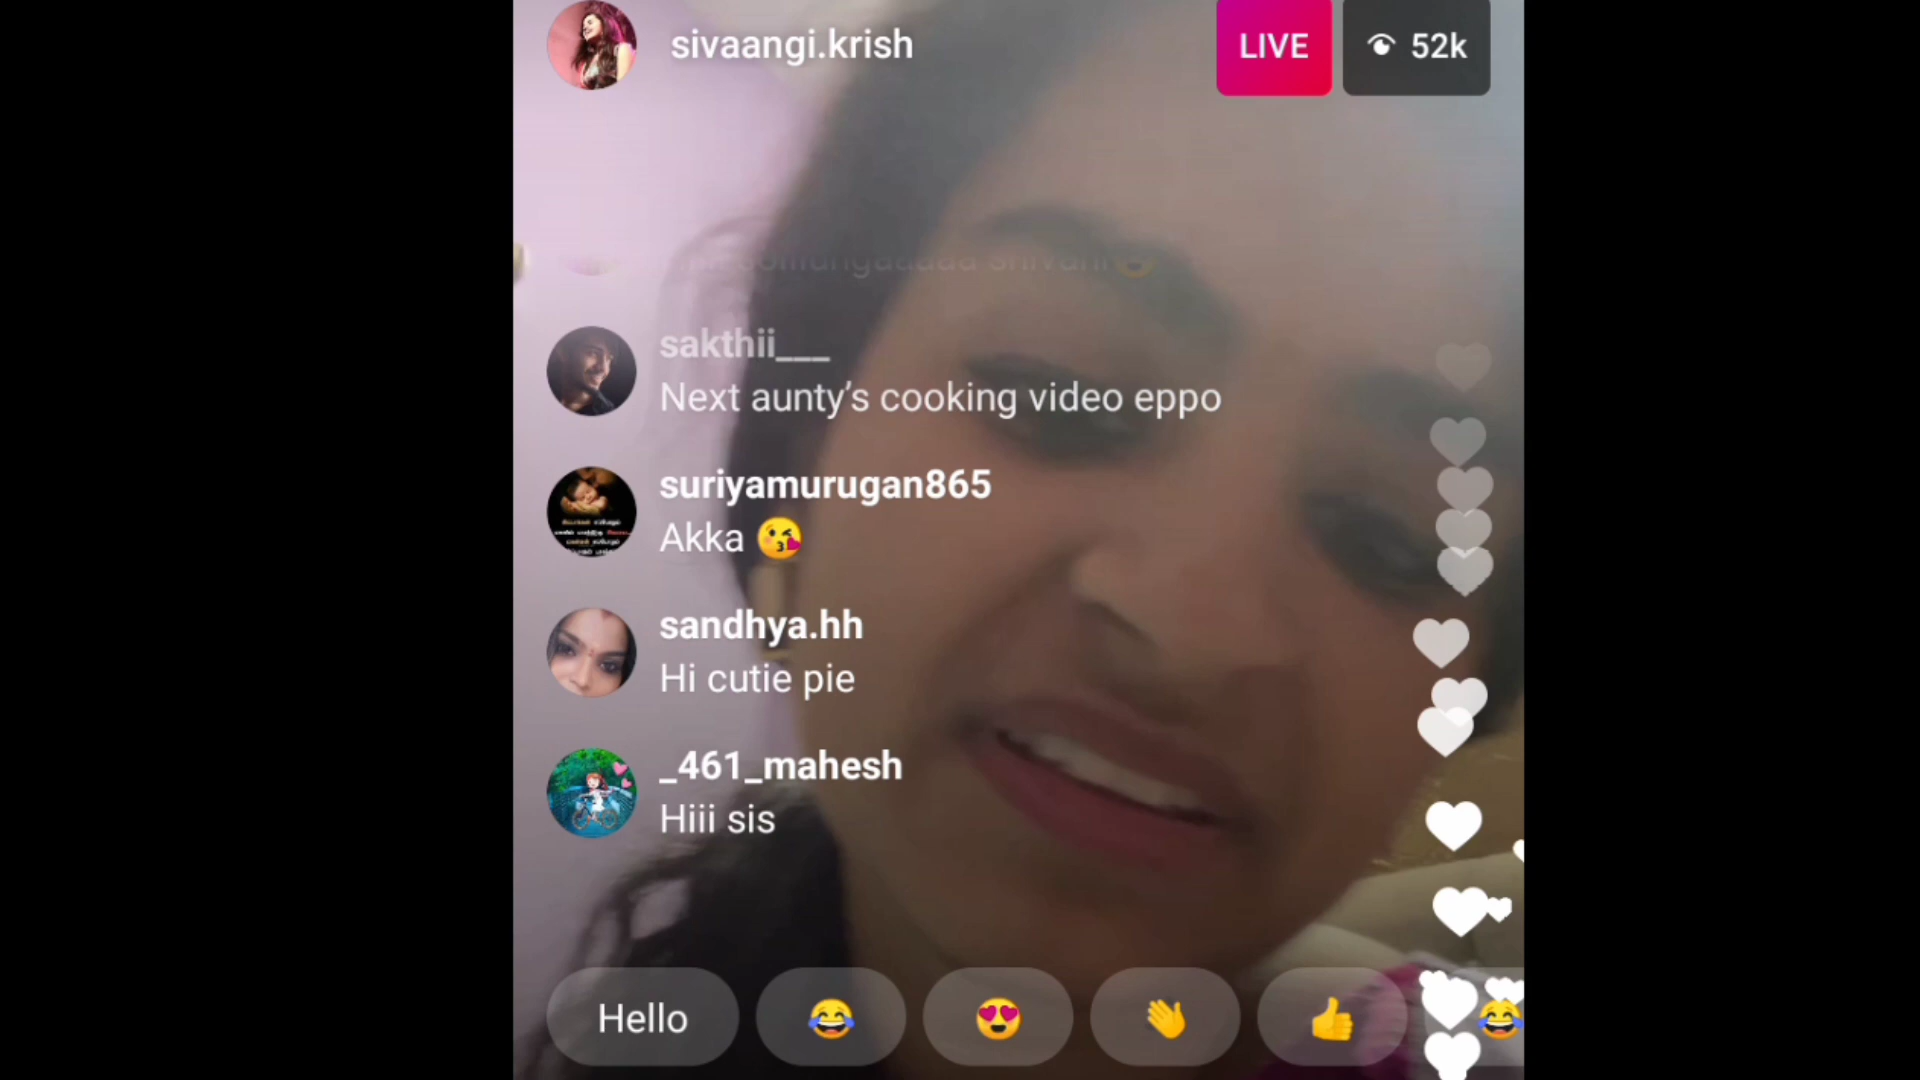 sivaangi.krish
LIVE
52k
sakthii___
Next aunty’s cooking video eppo
suriyamurugan865
Akka 😘
sandhya.hh
Hi cutie pie
_461_mahesh
Hiii sis
Hello 😂 😍 👏 👍 😂